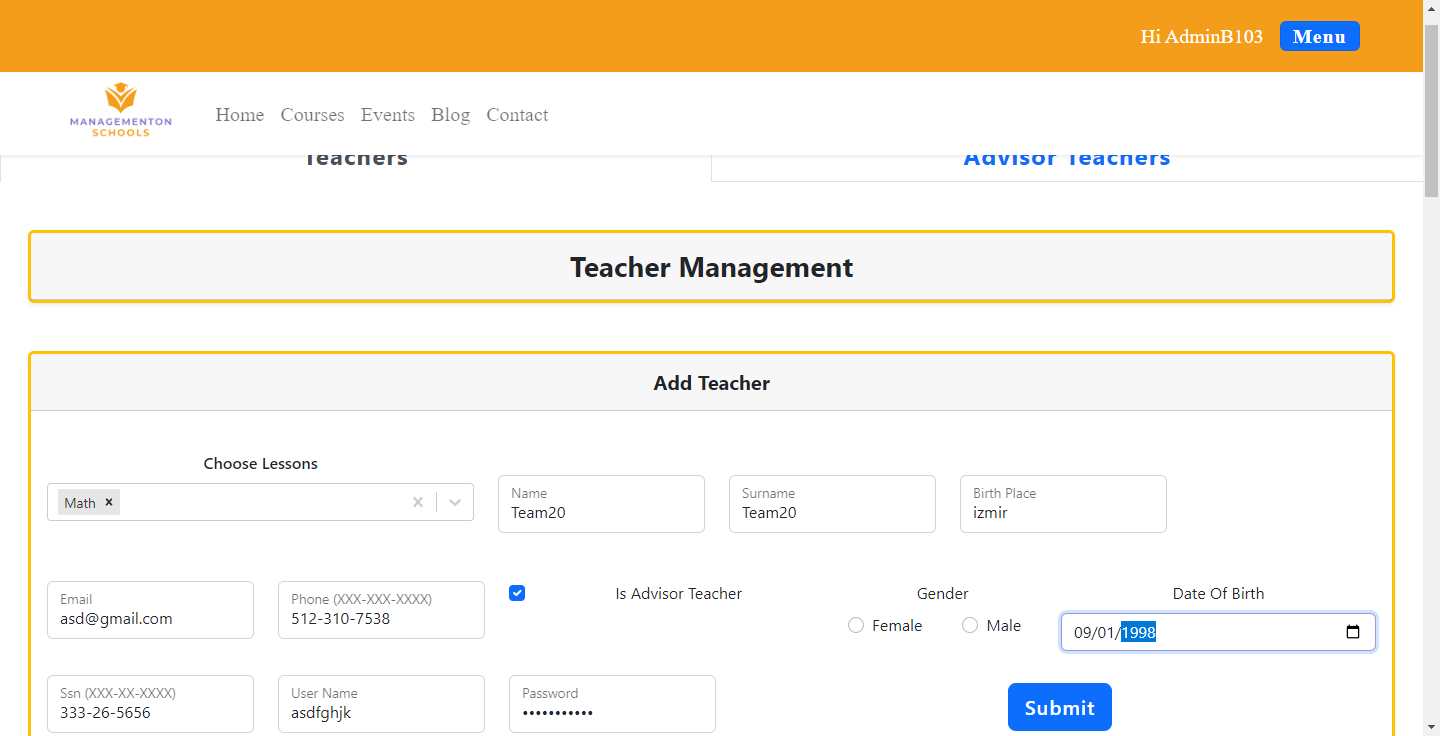 Hi AdminB103 Menu
MANAGEMENTON
SCHOOLS
Home Courses Events Blog Contact
Teachers Advisor Teachers
Teacher Management
Add Teacher
Choose Lessons
Math
Name
Team20
Surname
Team20
Birth Place
izmir
Email
asd@gmail.com
Phone (XXX-XXX-XXXX)
512-310-7538
Is Advisor Teacher
Gender
Female Male
Date Of Birth
09/01/1998
Ssn (XXX-XX-XXXX)
333-26-5656
User Name
asdfghjk
Password
•••••••••••
Submit